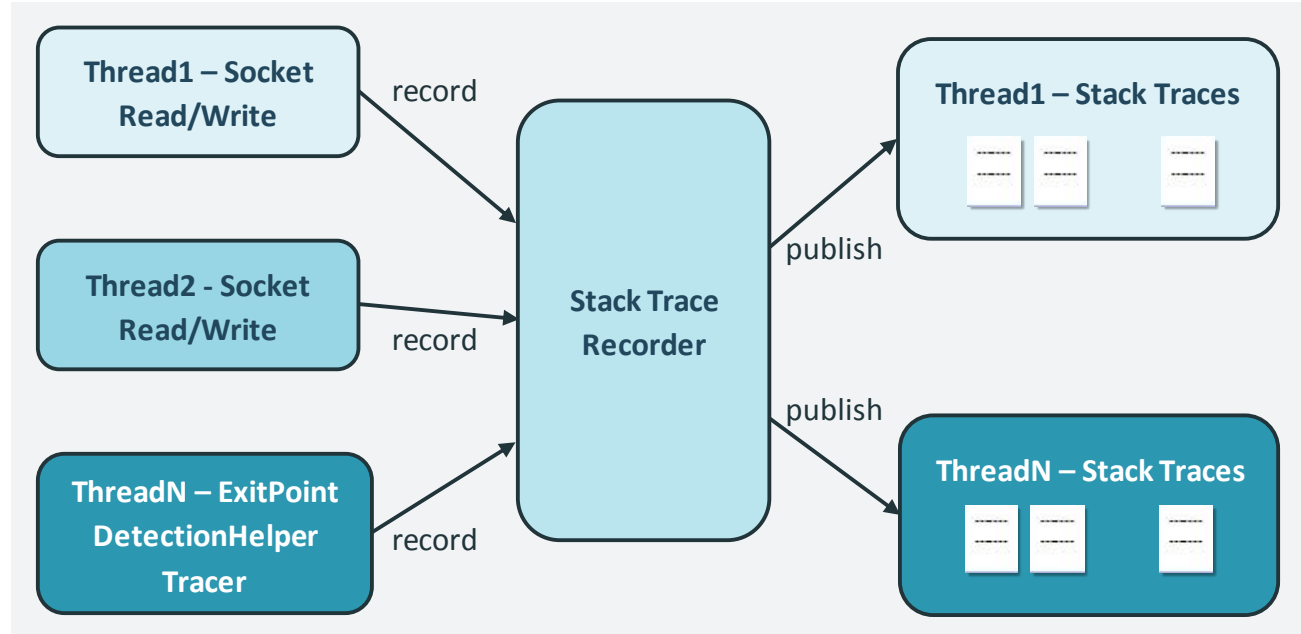 Thread1 – Socket
Read/Write
record
Thread2 - Socket
Read/Write
record
ThreadN – ExitPoint
DetectionHelper
Tracer
record
Stack Trace
Recorder
publish
publish
Thread1 – Stack Traces
ThreadN – Stack Traces